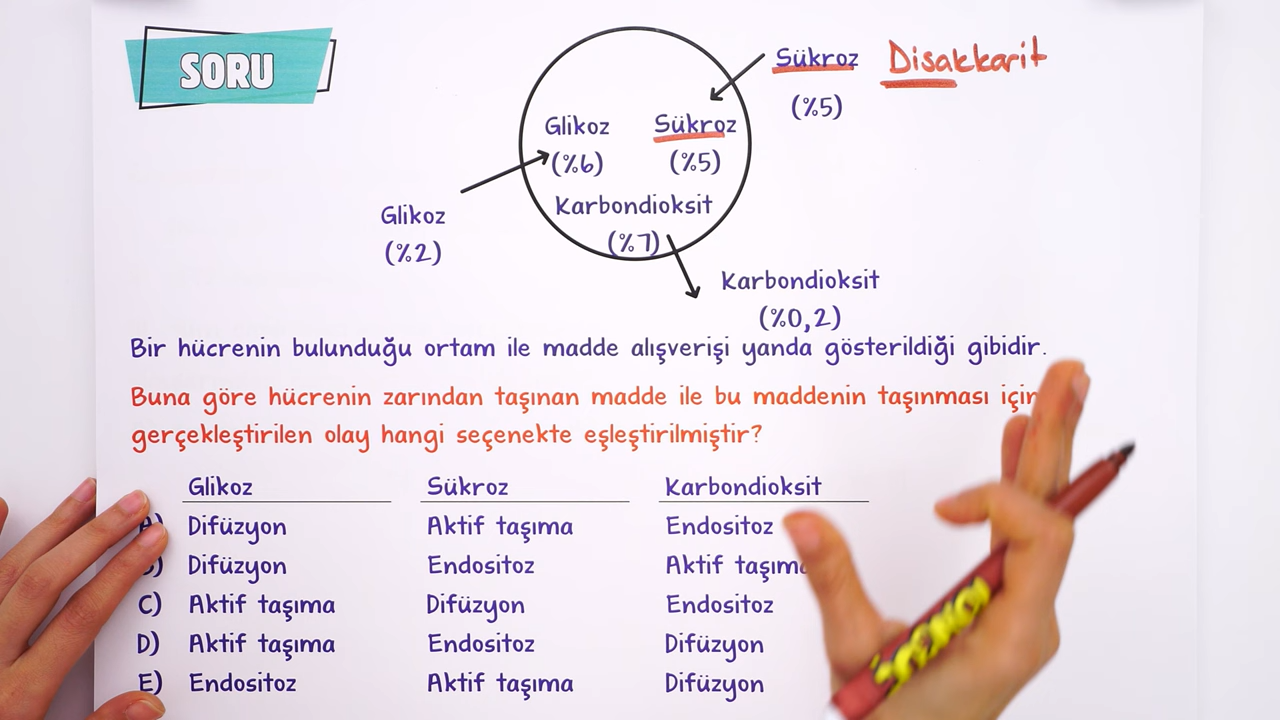 SORU
Sükroz Disakkarit
(%5)
Glikoz Sükroz
(%6) (%5)
Karbondioksit
(%7)
Glikoz
(%2)
Karbondioksit
(%0,2)
Bir hücrenin bulunduğu ortam ile madde alışverişi yanda gösterildiği gibidir.
Buna göre hücrenin zarından taşınan madde ile bu maddenin taşınması için
gerçekleştirilen olay hangi seçenekte eşleştirilmiştir?
Glikoz Sükroz Karbondioksit
A) Difüzyon Aktif taşıma Endositoz
B) Difüzyon Endositoz Aktif taşıma
C) Aktif taşıma Difüzyon Endositoz
D) Aktif taşıma Endositoz Difüzyon
E) Endositoz Aktif taşıma Difüzyon